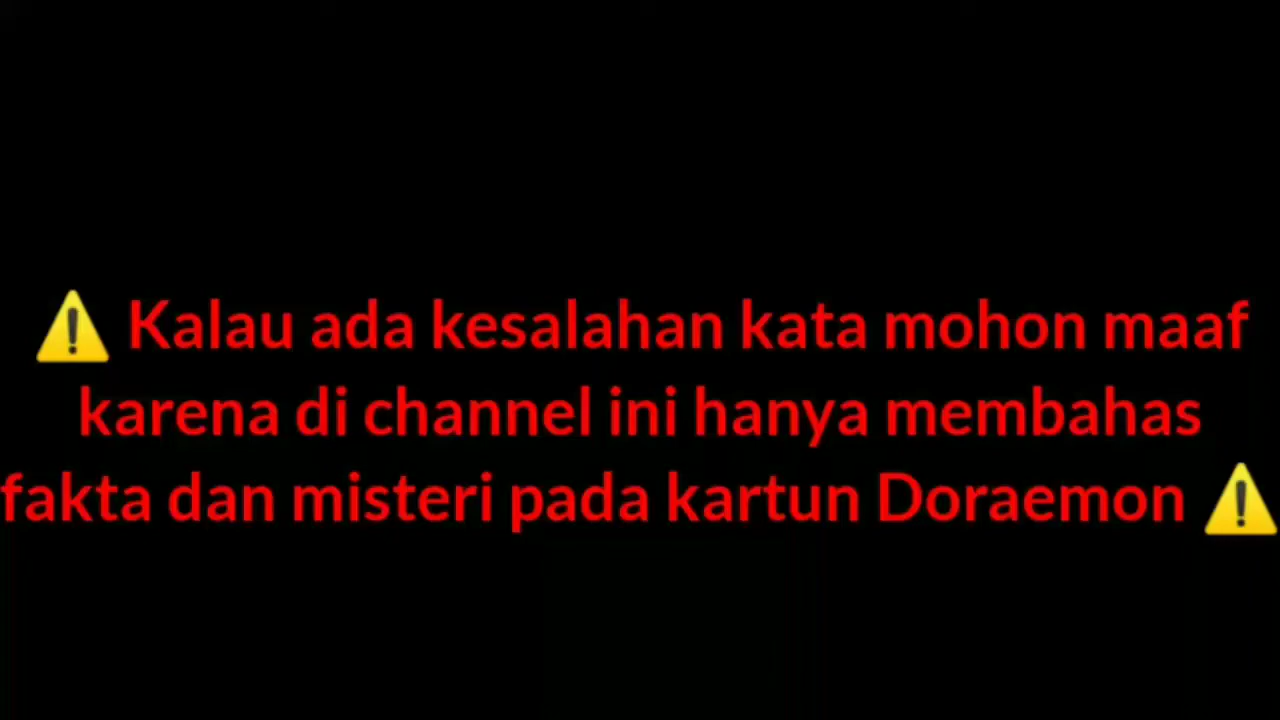 ⚠️ Kalau ada kesalahan kata mohon maaf
karena di channel ini hanya membahas
fakta dan misteri pada kartun Doraemon ⚠️